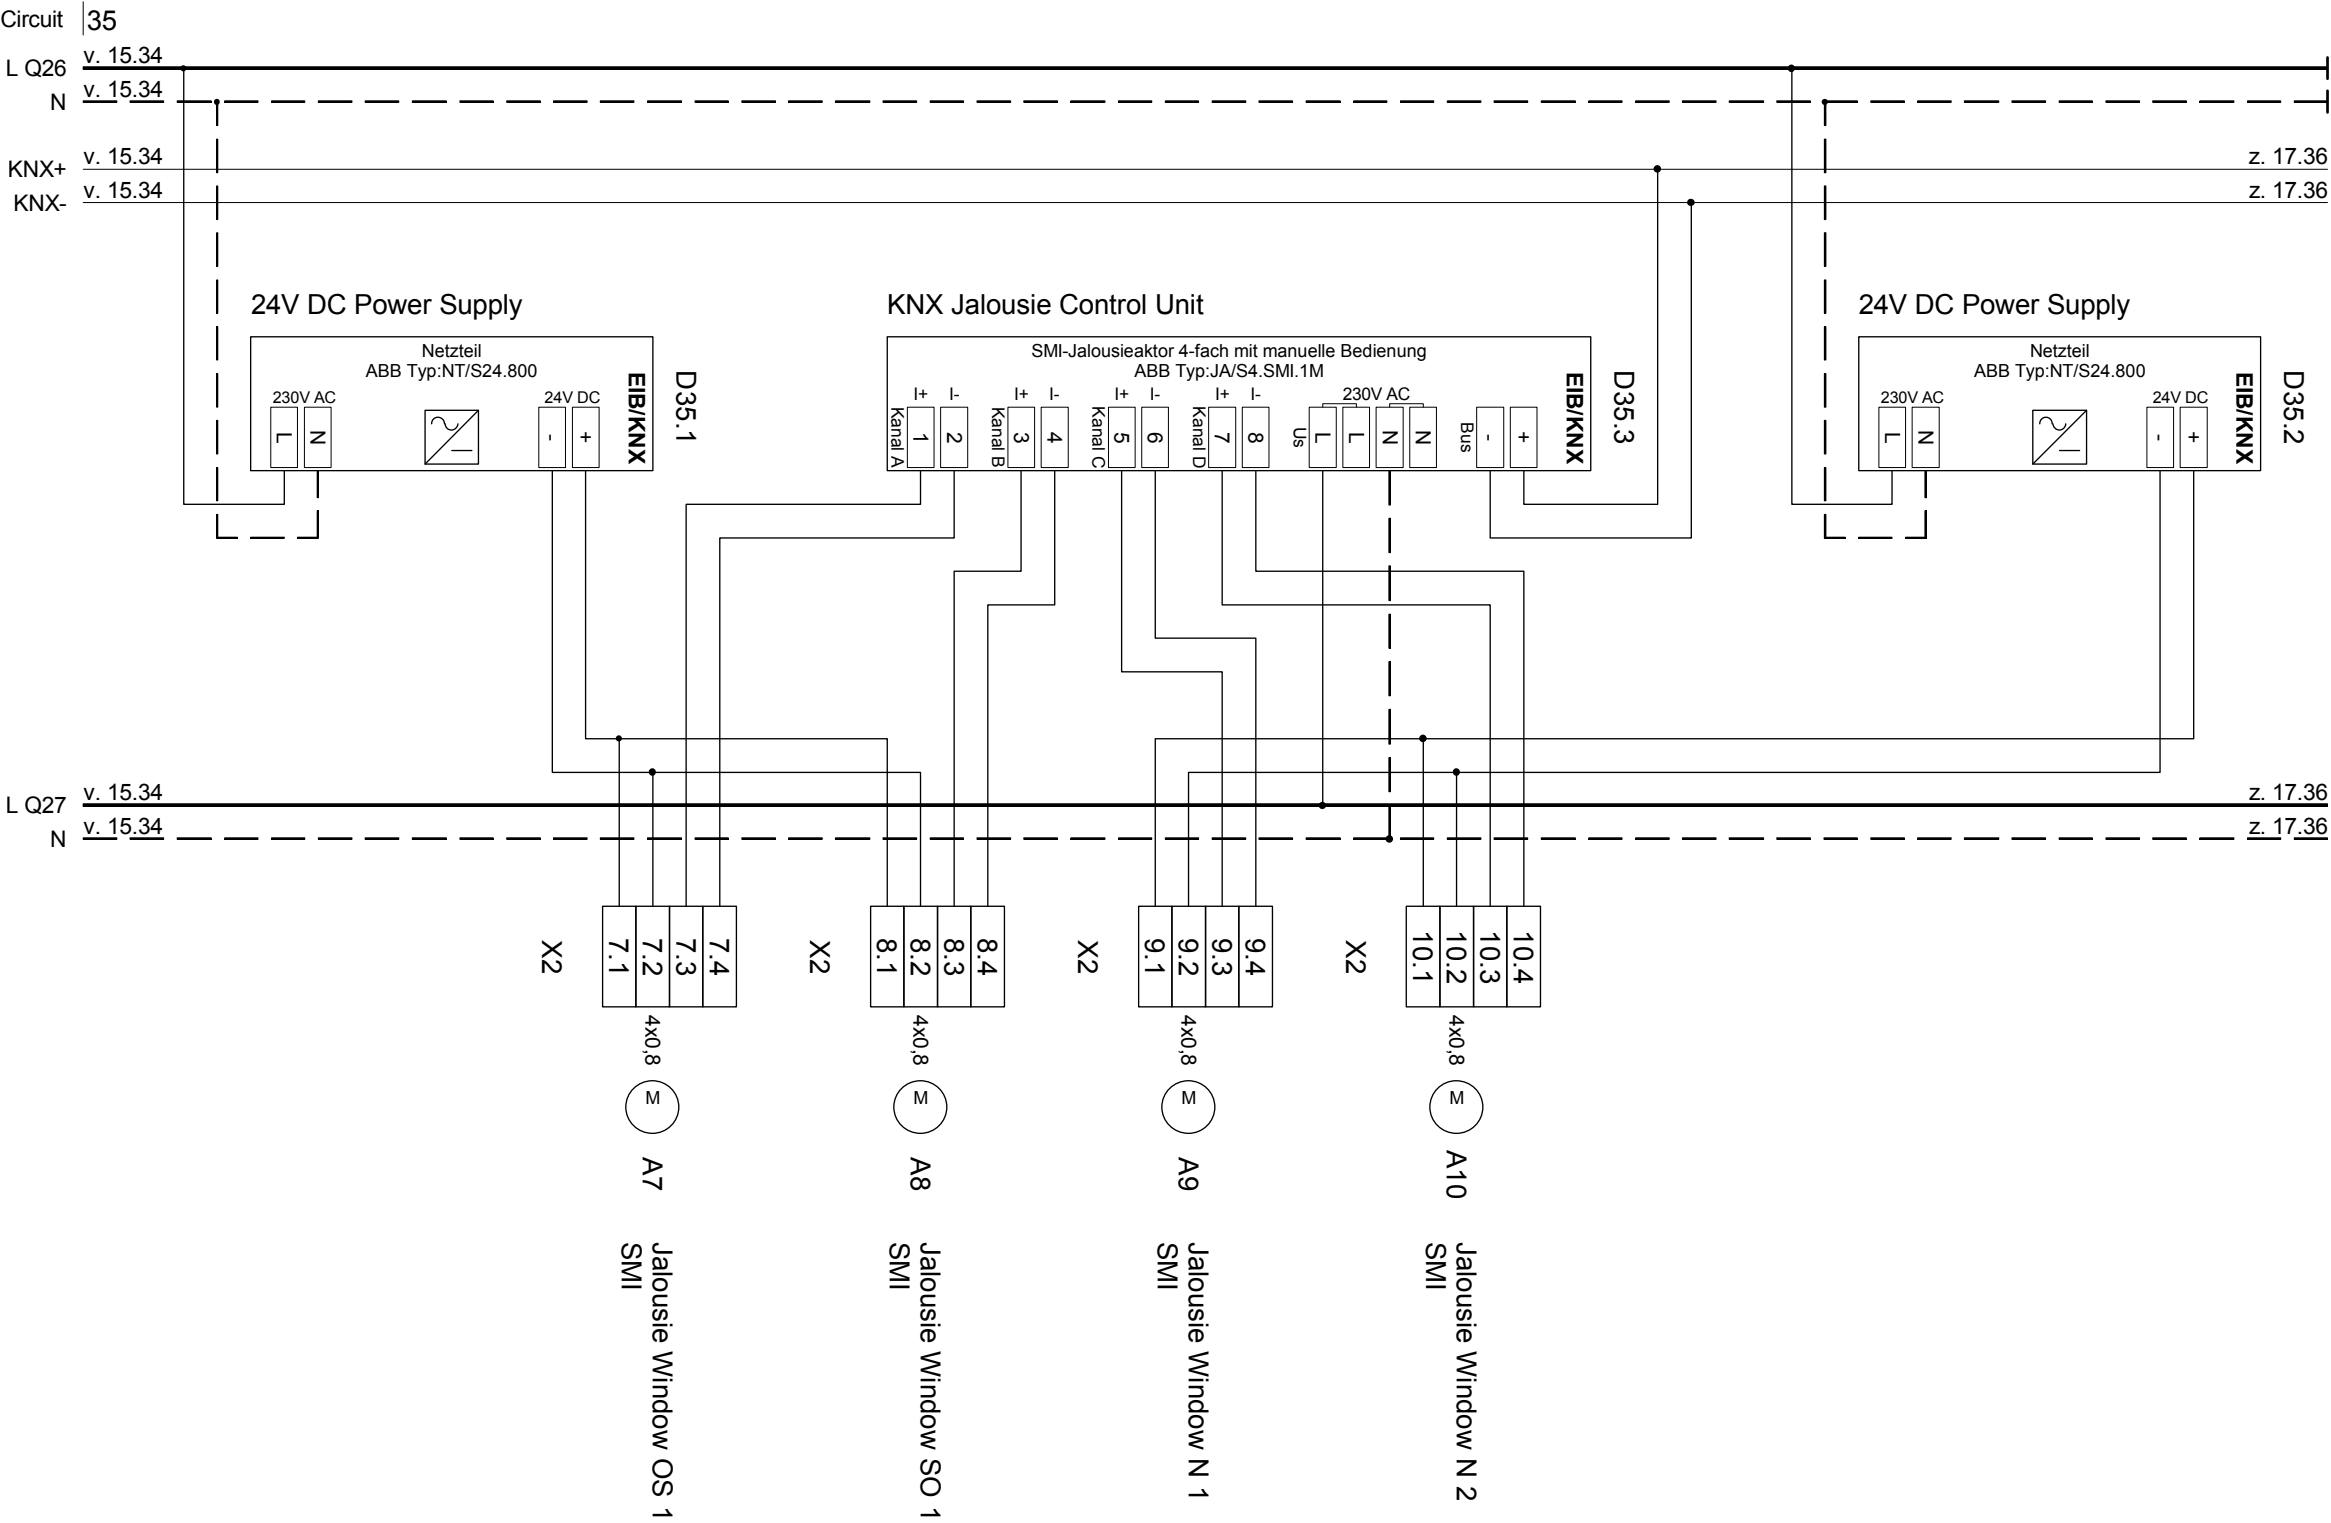 Circuit 35
L Q26 v. 15.34
N v. 15.34
KNX+ v. 15.34 z. 17.36
KNX- v. 15.34 z. 17.36
24V DC Power Supply
Netzteil
ABB Typ:NT/S24.800
230V AC 24V DC
L N - +
EIB/KNX
D35.1
KNX Jalousie Control Unit
SMI-Jalousieaktor 4-fach mit manuelle Bedienung
ABB Typ:JA/S4.SMI.1M
I+ I- I+ I- I+ I- I+ I- 230V AC
Kanal A 1 2 Kanal B 3 4 Kanal C 5 6 Kanal D 7 8 Us L L N N Bus - +
EIB/KNX
D35.3
24V DC Power Supply
Netzteil
ABB Typ:NT/S24.800
230V AC 24V DC
L N - +
EIB/KNX
D35.2
L Q27 v. 15.34 z. 17.36
N v. 15.34 z. 17.36
X2 7.1 7.2 7.3 7.4
4x0,8
M
A7
Jalousie Window OS 1
SMI
X2 8.1 8.2 8.3 8.4
4x0,8
M
A8
Jalousie Window SO 1
SMI
X2 9.1 9.2 9.3 9.4
4x0,8
M
A9
Jalousie Window N 1
SMI
X2 10.1 10.2 10.3 10.4
4x0,8
M
A10
Jalousie Window N 2
SMI